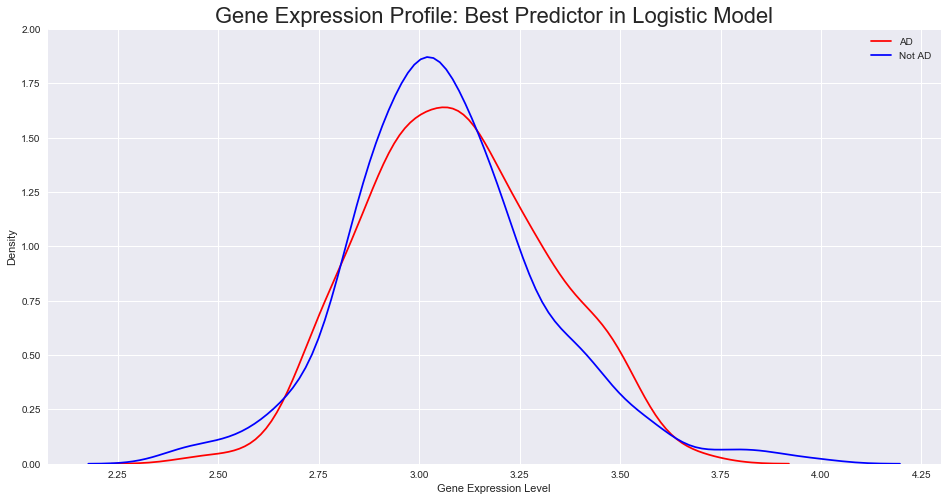 Gene Expression Profile: Best Predictor in Logistic Model
AD
Not AD
2.00
1.75
1.50
1.25
1.00
0.75
0.50
0.25
0.00
Density
2.25 2.50 2.75 3.00 3.25 3.50 3.75 4.00 4.25
Gene Expression Level